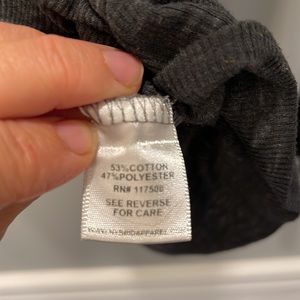 53%COTTON
47%POLYESTER
RN# 117500
SEE REVERSE
FOR CARE